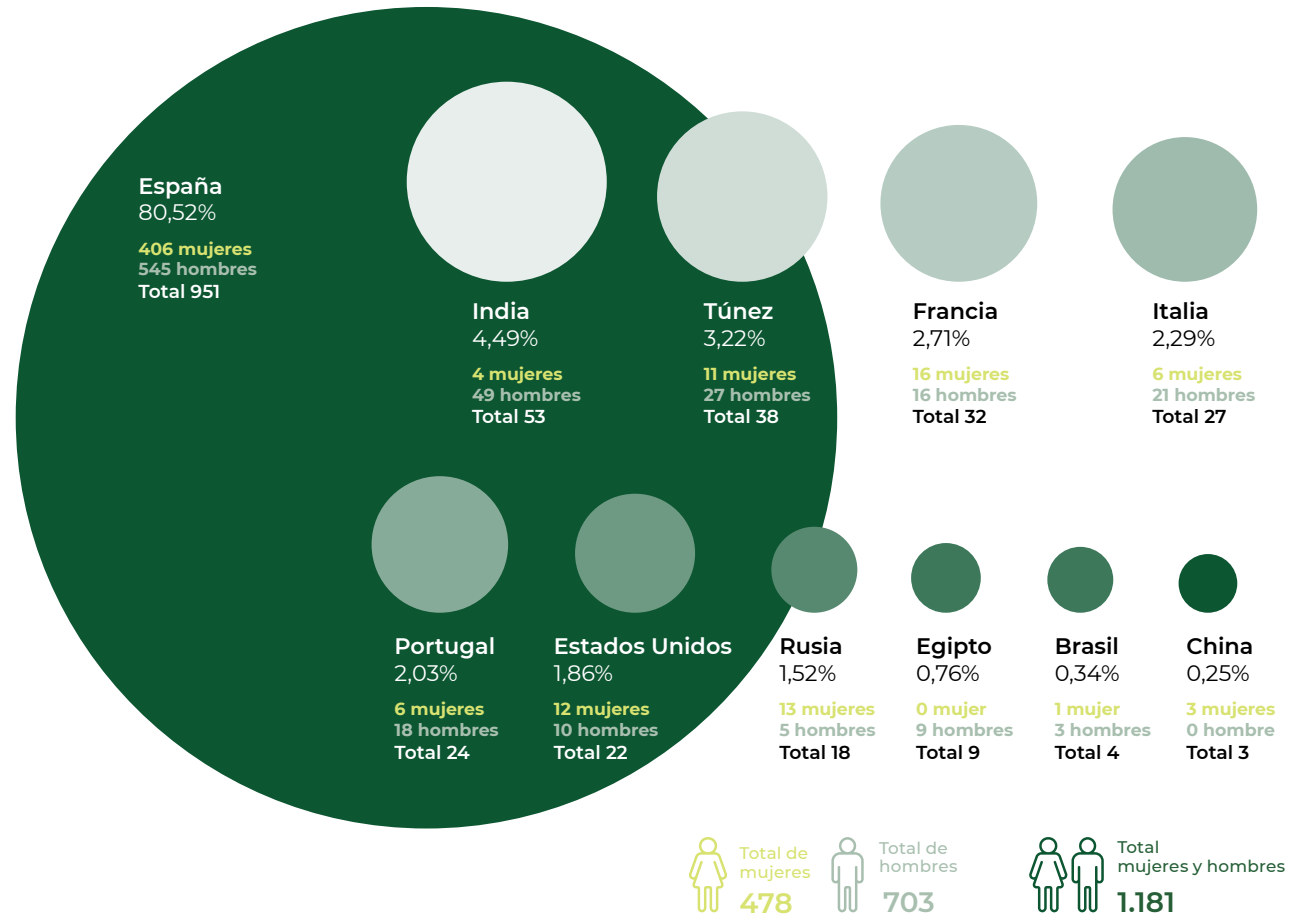 España
80,52%
406 mujeres
545 hombres
Total 951
India
4,49%
4 mujeres
49 hombres
Total 53
Túnez
3,22%
11 mujeres
27 hombres
Total 38
Francia
2,71%
16 mujeres
16 hombres
Total 32
Italia
2,29%
6 mujeres
21 hombres
Total 27
Portugal
2,03%
6 mujeres
18 hombres
Total 24
Estados Unidos
1,86%
12 mujeres
10 hombres
Total 22
Rusia
1,52%
13 mujeres
5 hombres
Total 18
Egipto
0,76%
0 mujer
9 hombres
Total 9
Brasil
0,34%
1 mujer
3 hombres
Total 4
China
0,25%
3 mujeres
0 hombre
Total 3
Total de
mujeres
478
Total de
hombres
703
Total
mujeres y hombres
1.181